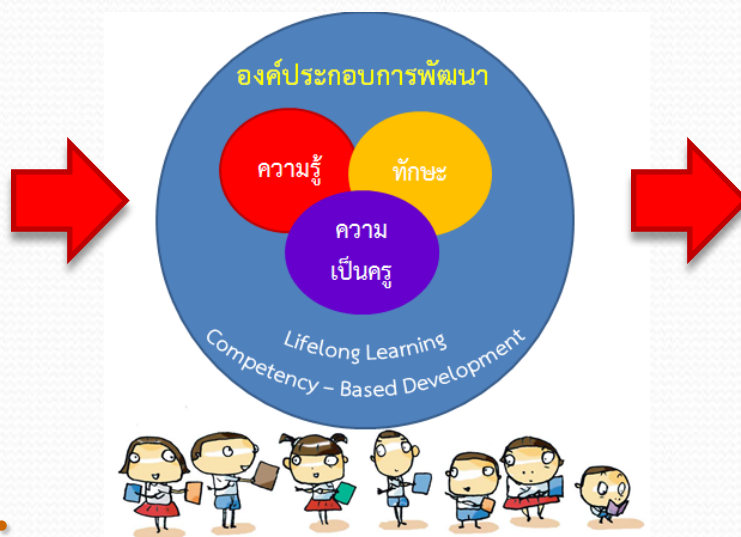 องค์ประกอบการพัฒนา
ความรู้
ทักษะ
ความ
เป็นครู
Lifelong Learning
Competency – Based Development